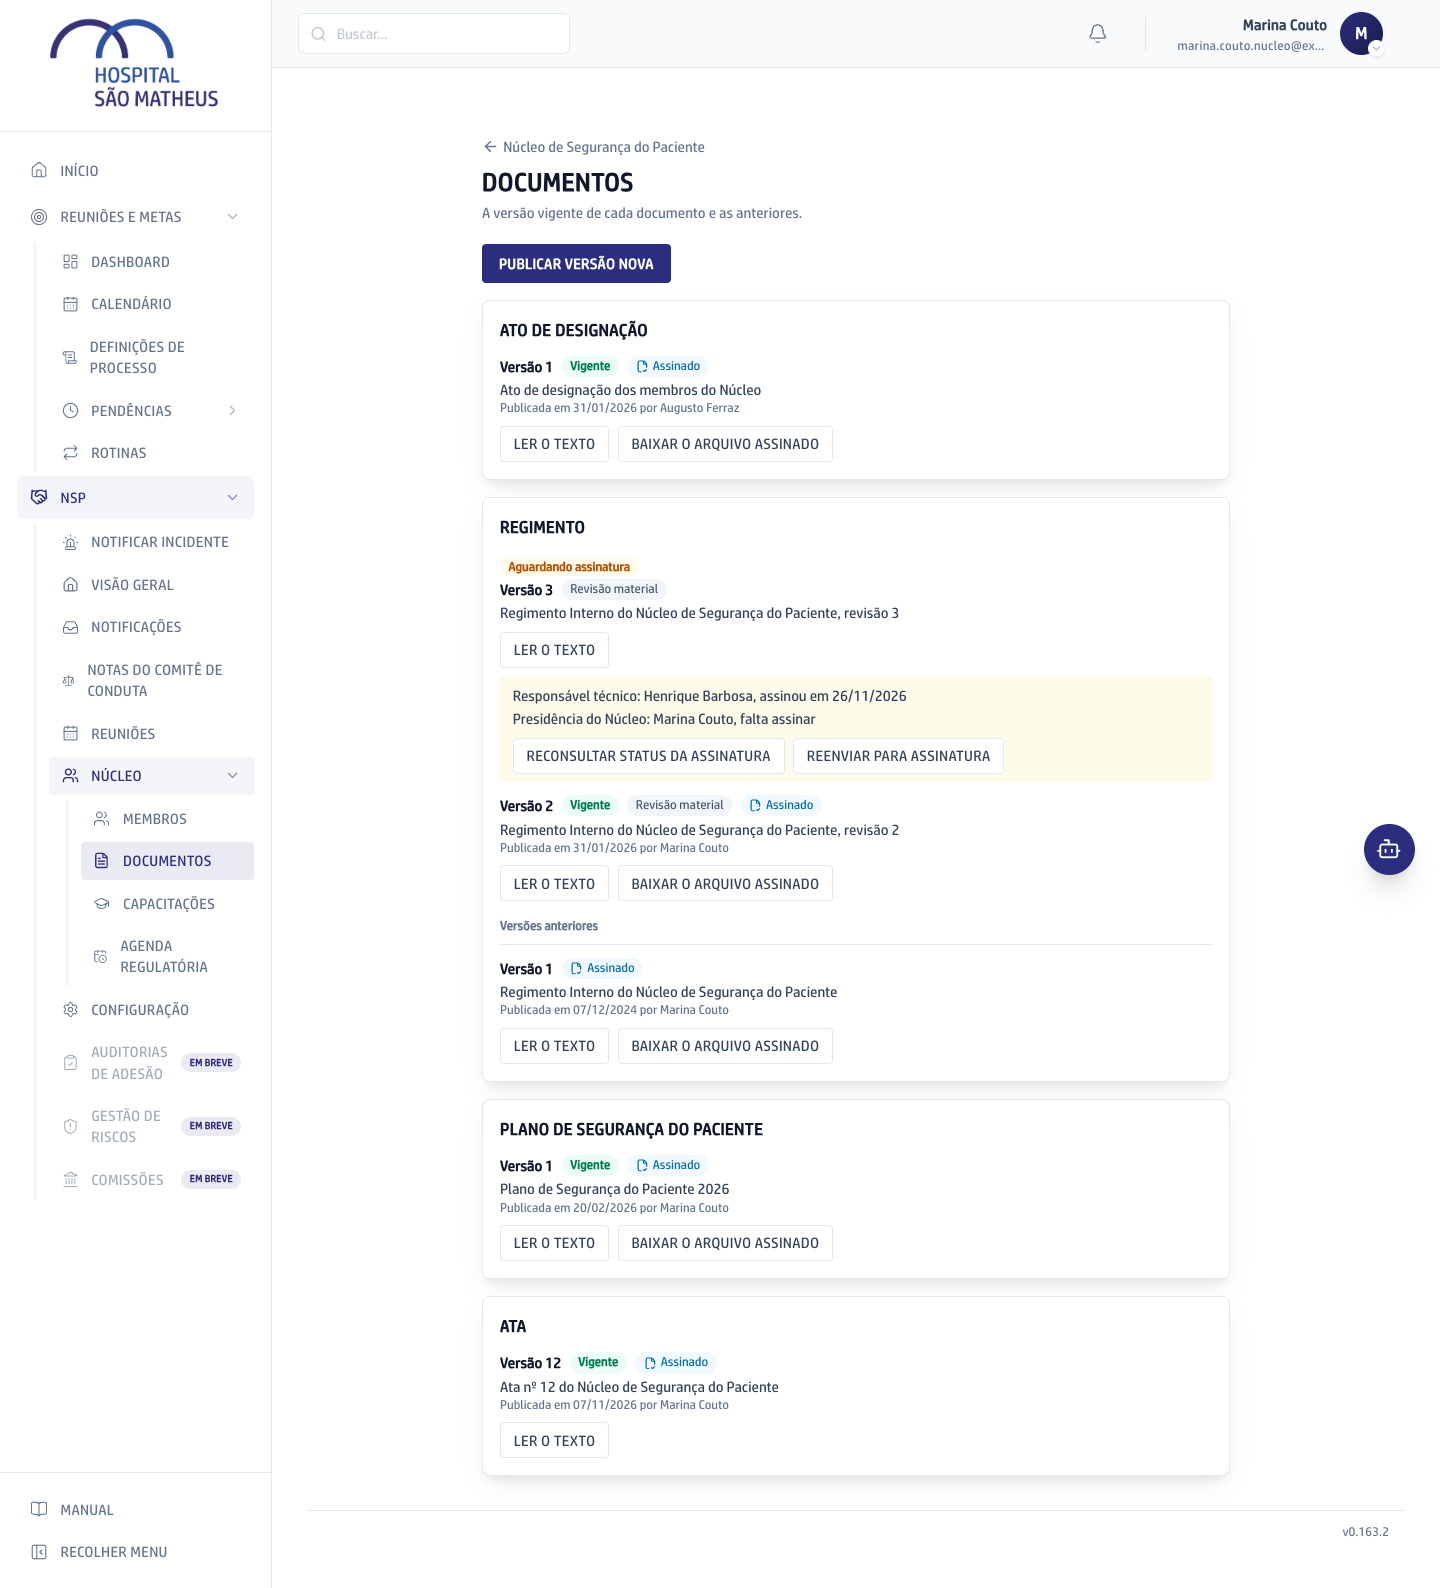 HOSPITAL
SÃO MATHEUS
Buscar...
Marina Couto
marina.couto.nucleo@ex...
M
INÍCIO
REUNIÕES E METAS
DASHBOARD
CALENDÁRIO
DEFINIÇÕES DE
PROCESSO
PENDÊNCIAS
ROTINAS
NSP
NOTIFICAR INCIDENTE
VISÃO GERAL
NOTIFICAÇÕES
NOTAS DO COMITÊ DE
CONDUTA
REUNIÕES
NÚCLEO
MEMBROS
DOCUMENTOS
CAPACITAÇÕES
AGENDA
REGULATÓRIA
CONFIGURAÇÃO
AUDITORIAS
DE ADESÃO
EM BREVE
GESTÃO DE
RISCOS
EM BREVE
COMISSÕES
EM BREVE
MANUAL
RECOLHER MENU
Núcleo de Segurança do Paciente
DOCUMENTOS
A versão vigente de cada documento e as anteriores.
PUBLICAR VERSÃO NOVA
ATO DE DESIGNAÇÃO
Versão 1 Vigente Assinado
Ato de designação dos membros do Núcleo
Publicada em 31/01/2026 por Augusto Ferraz
LER O TEXTO BAIXAR O ARQUIVO ASSINADO
REGIMENTO
Aguardando assinatura
Versão 3 Revisão material
Regimento Interno do Núcleo de Segurança do Paciente, revisão 3
LER O TEXTO
Responsável técnico: Henrique Barbosa, assinou em 26/11/2026
Presidência do Núcleo: Marina Couto, falta assinar
RECONSULTAR STATUS DA ASSINATURA REENVIAR PARA ASSINATURA
Versão 2 Vigente Revisão material Assinado
Regimento Interno do Núcleo de Segurança do Paciente, revisão 2
Publicada em 31/01/2026 por Marina Couto
LER O TEXTO BAIXAR O ARQUIVO ASSINADO
Versões anteriores
Versão 1 Assinado
Regimento Interno do Núcleo de Segurança do Paciente
Publicada em 07/12/2024 por Marina Couto
LER O TEXTO BAIXAR O ARQUIVO ASSINADO
PLANO DE SEGURANÇA DO PACIENTE
Versão 1 Vigente Assinado
Plano de Segurança do Paciente 2026
Publicada em 20/02/2026 por Marina Couto
LER O TEXTO BAIXAR O ARQUIVO ASSINADO
ATA
Versão 12 Vigente Assinado
Ata nº 12 do Núcleo de Segurança do Paciente
Publicada em 07/11/2026 por Marina Couto
LER O TEXTO
v0.163.2